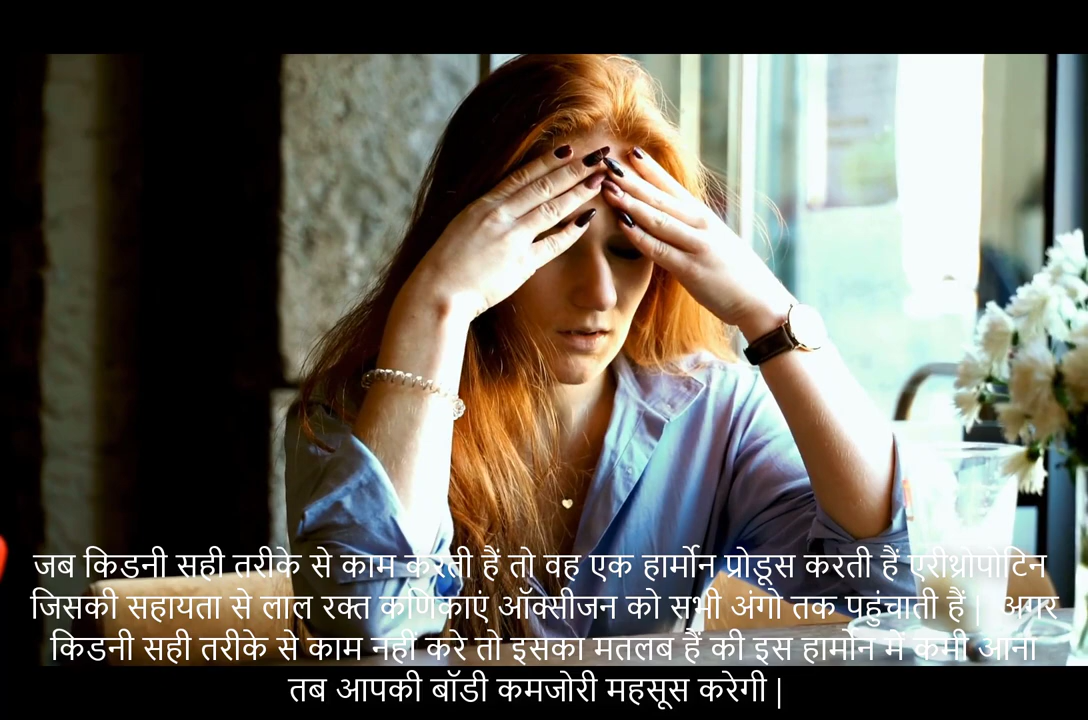 जब किडनी सही तरीके से काम करती हैं तो वह एक हार्मोन प्रोडूस करती हैं एरीथ्रोपोटिन
जिसकी सहायता से लाल रक्त कणिकाएं ऑक्सीजन को सभी अंगो तक पहुंचाती हैं | अगर
किडनी सही तरीके से काम नहीं करे तो इसका मतलब हैं की इस हार्मोन में कमी आना
तब आपकी बॉडी कमजोरी महसूस करेगी |